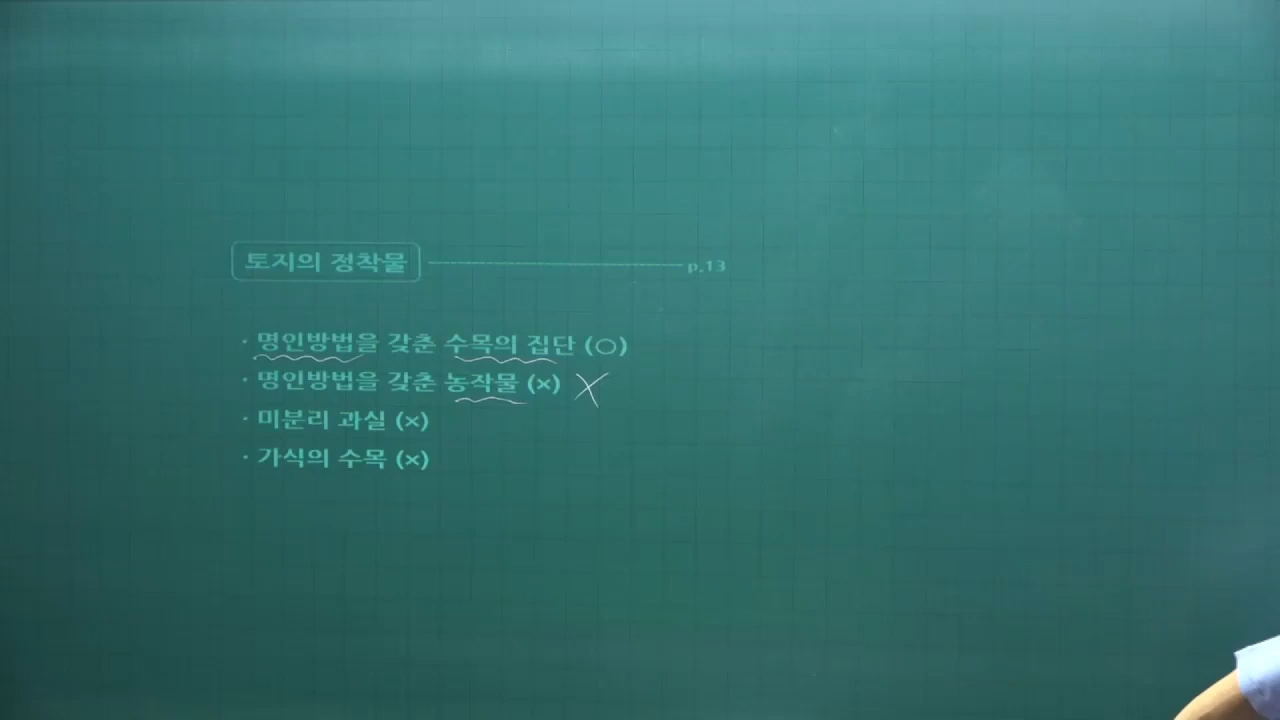 토지의 정착물 p.13
· 명인방법을 갖춘 수목의 집단 (○)
· 명인방법을 갖춘 농작물 (×) X
· 미분리 과실 (×)
· 가식의 수목 (×)